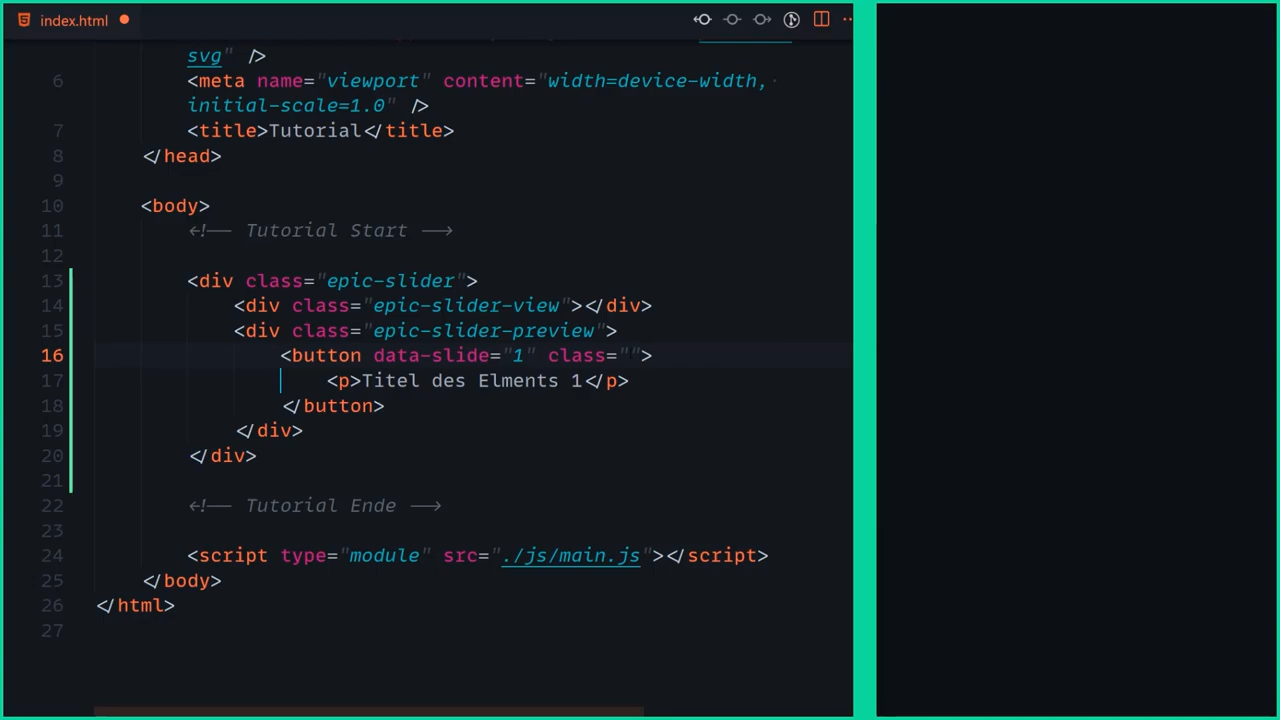 index.html
svg" />
6 <meta name="viewport" content="width=device-width,
initial-scale=1.0" />
7 <title>Tutorial</title>
8 </head>
9
10 <body>
11 <!-- Tutorial Start -->
12
13 <div class="epic-slider">
14 <div class="epic-slider-view"></div>
15 <div class="epic-slider-preview">
16 <button data-slide="1" class="">
17 <p>Titel des Elments 1</p>
18 </button>
19 </div>
20 </div>
21
22 <!-- Tutorial Ende -->
23
24 <script type="module" src="./js/main.js"></script>
25 </body>
26 </html>
27